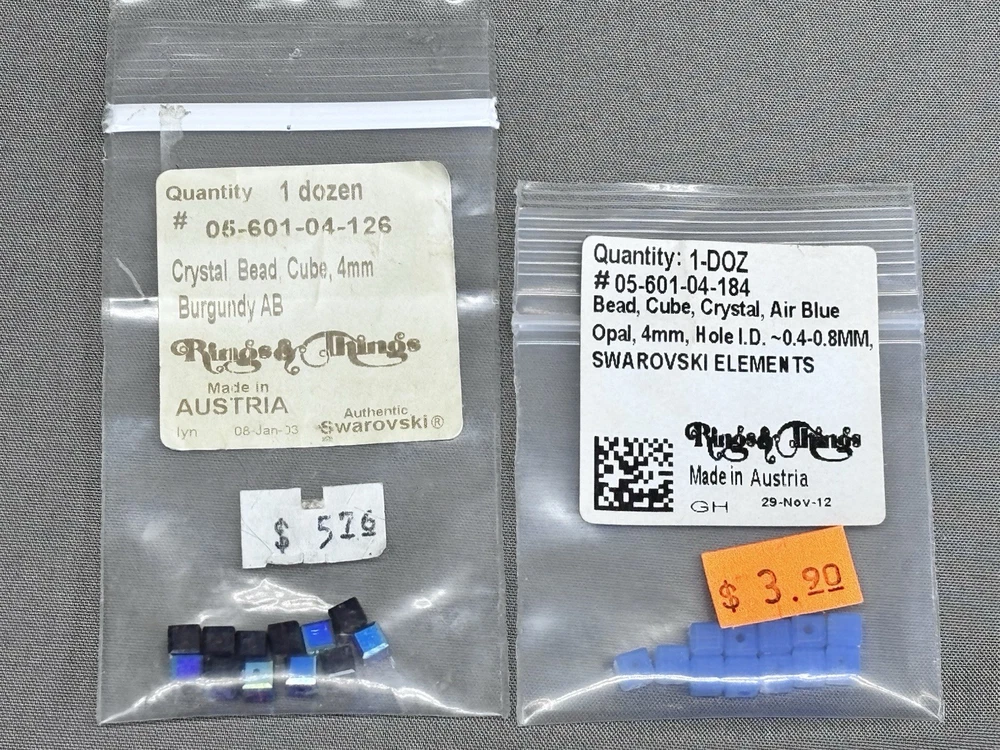 Quantity 1 dozen
# 05-601-04-126
Crystal Bead, Cube, 4mm
Burgundy AB
Rings & Things
Made in
AUSTRIA
Authentic
Swarovski®
lyn 08-Jan-03
$ 576
Quantity: 1-DOZ
# 05-601-04-184
Bead, Cube, Crystal, Air Blue
Opal, 4mm, Hole I.D. ~0.4-0.8MM,
SWAROVSKI ELEMENTS
Rings & Things
Made in Austria
GH 29-Nov-12
$ 3.90